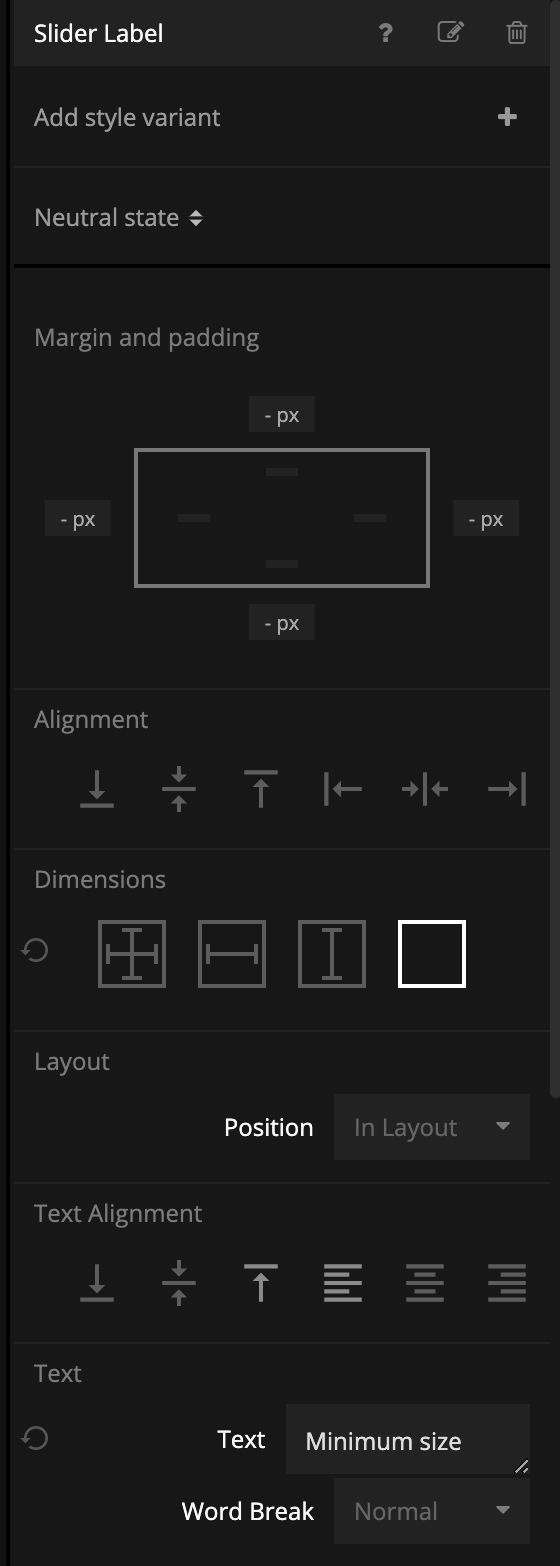 Slider Label ?
Add style variant
Neutral state
Margin and padding
- px
- px
- px
- px
Alignment
Dimensions
Layout
Position In Layout
Text Alignment
Text
Text Minimum size
Word Break Normal